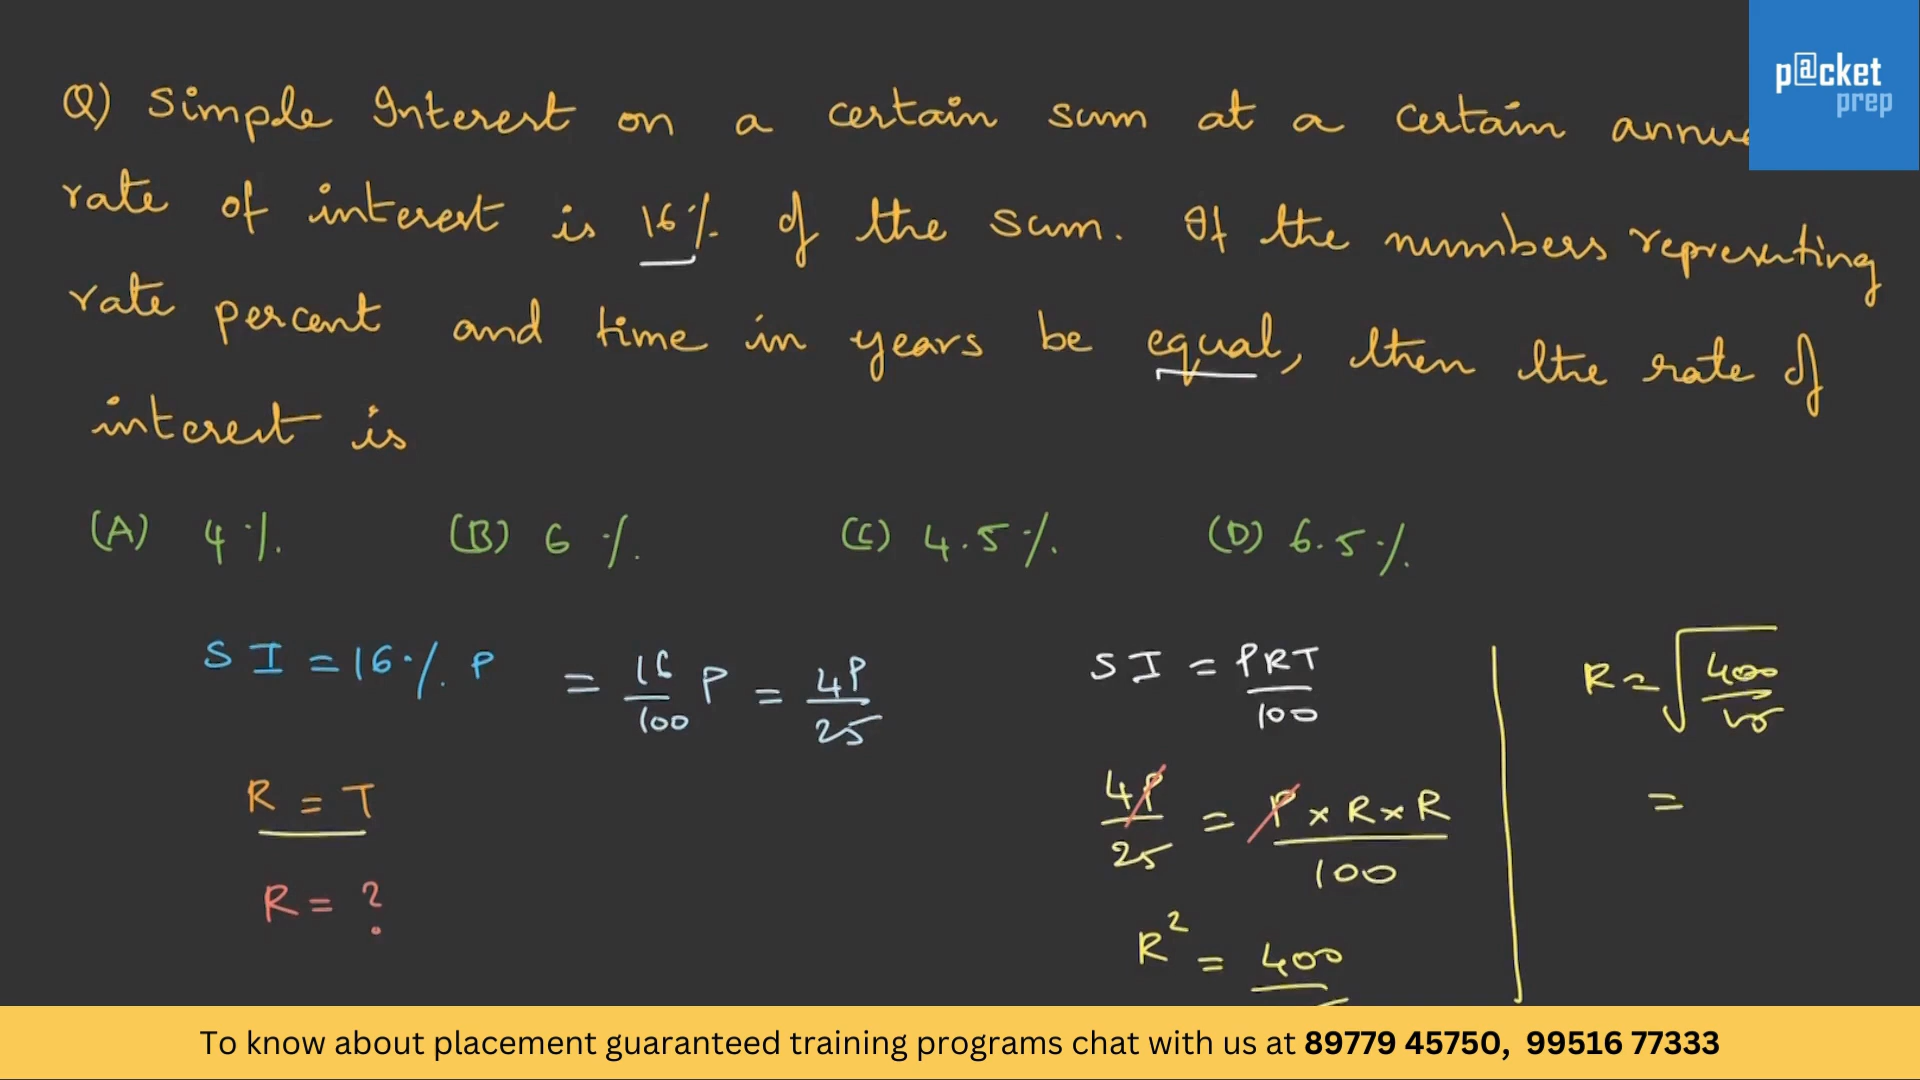 p@cket
prep
Q) Simple Interest on a certain sum at a certain
rate of interest is 16% of the sum. If the numbers representing
rate percent and time in years be equal, then the rate of
interest is
(A) 4% (B) 6% (C) 4.5% (D) 6.5%
SI = 16% P = 16/100 P = 4P/25
R = T
R = ?
SI = PRT/100
4P/25 = P × R × R/100
R² = 400
R = √400/25
=
To know about placement guaranteed training programs chat with us at 89779 45750, 99516 77333